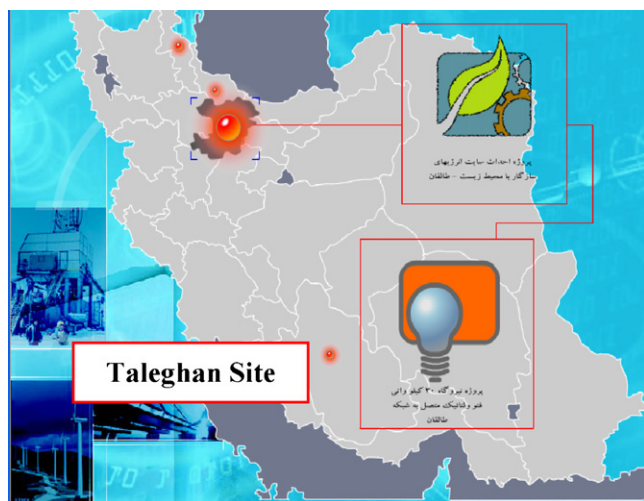 پروژه احداث سایت انرژیهای
سازگار با محیط زیست - طالقان
پروژه نیروگاه ۳۰ کیلو واتی
فتو ولتائیک متصل به شبکه
طالقان
Taleghan Site